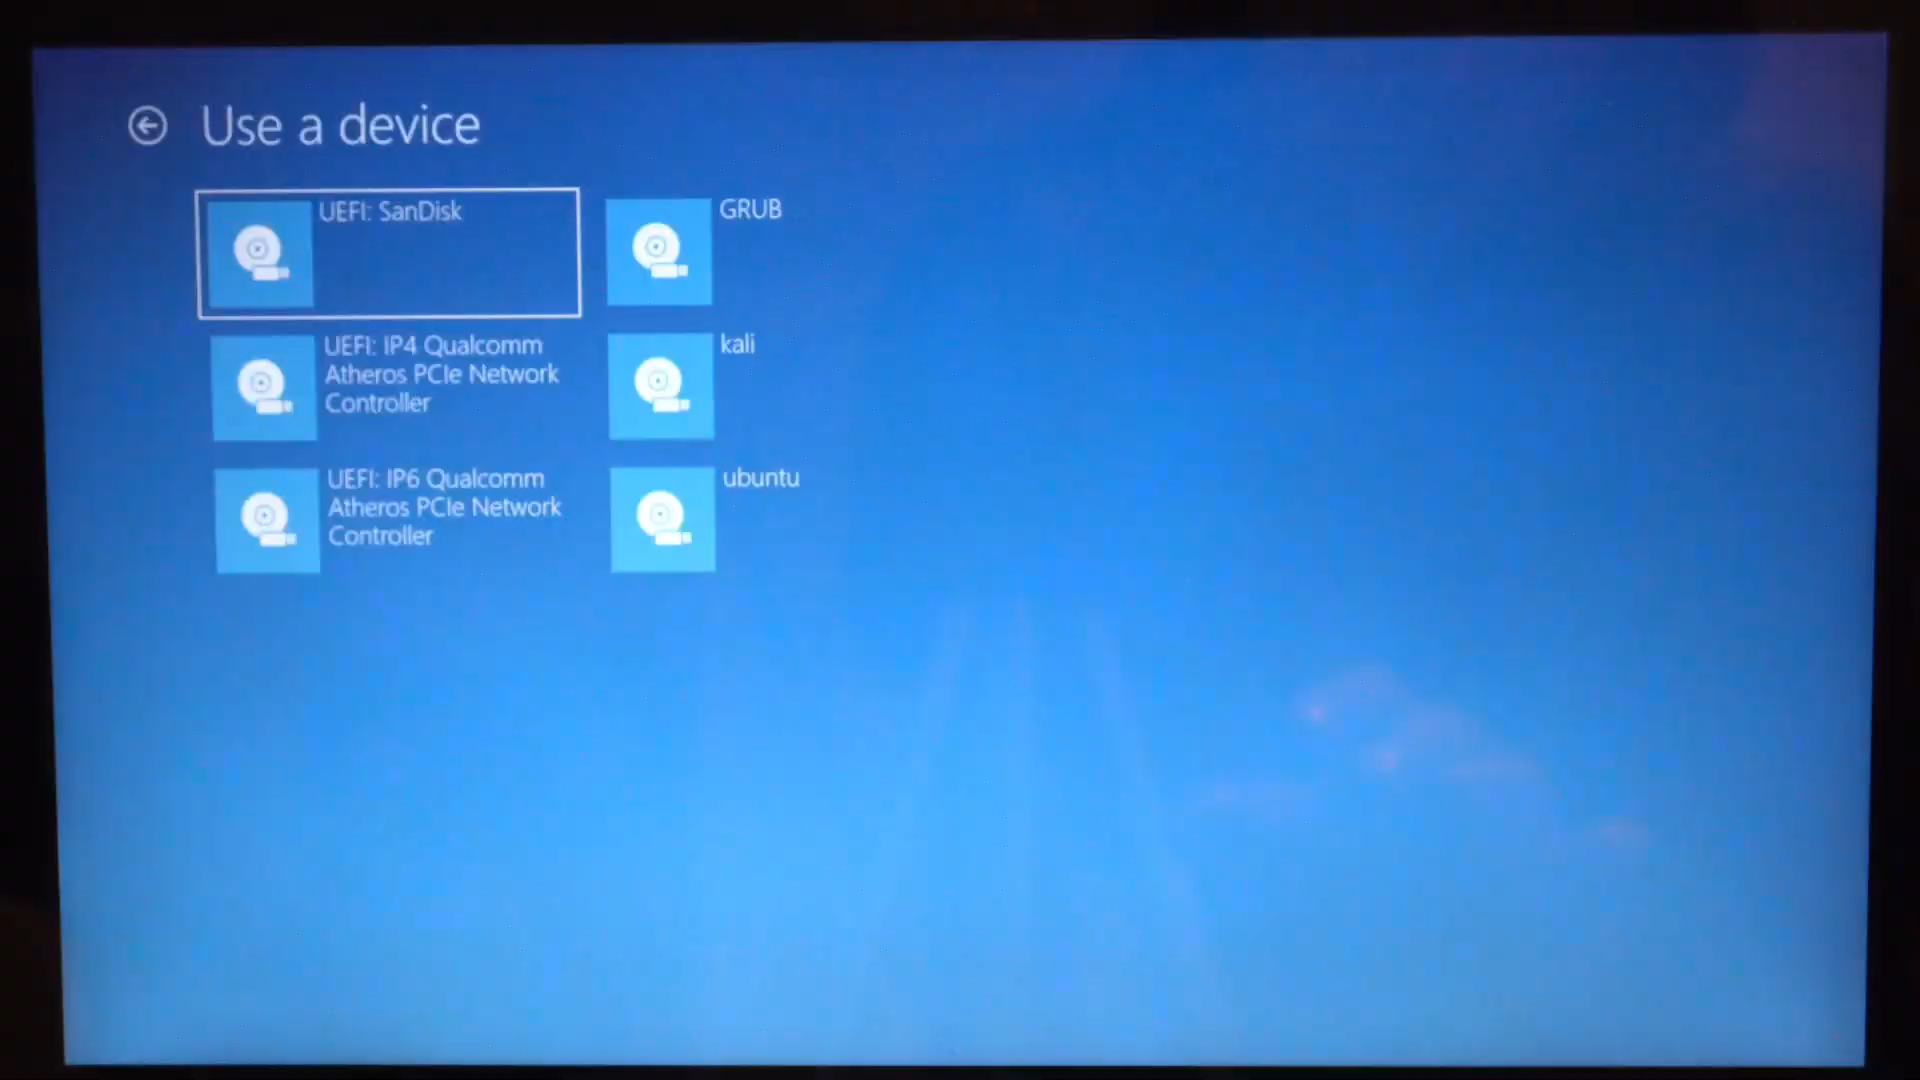 Use a device
UEFI: SanDisk
UEFI: IP4 Qualcomm
Atheros PCIe Network
Controller
UEFI: IP6 Qualcomm
Atheros PCIe Network
Controller
GRUB
kali
ubuntu